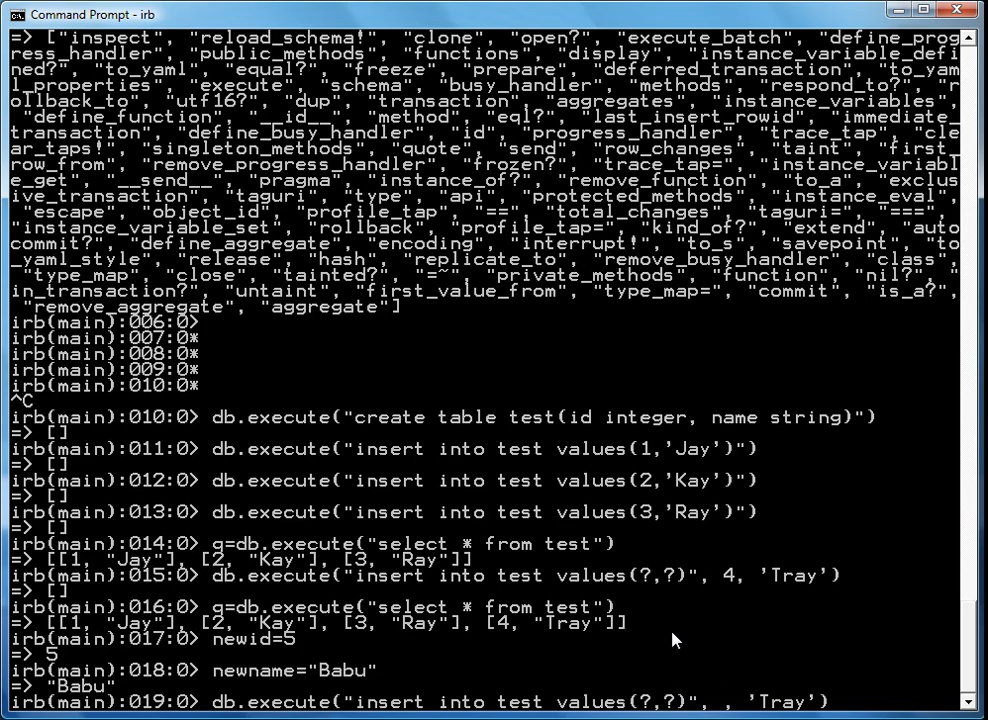 Command Prompt - irb
=> ["inspect", "reload_schema!", "clone", "open?", "execute_batch", "define_prog
ress_handler", "public_methods", "functions", "display", "instance_variable_defi
ned?", "to_yaml", "equal?", "freeze", "prepare", "deferred_transaction", "to_yam
l_properties", "execute", "schema", "busy_handler", "methods", "respond_to?", "r
ollback_to", "utf16?", "dup", "transaction", "aggregates", "instance_variables",
"define_function", "__id__", "method", "eql?", "last_insert_rowid", "immediate_
transaction", "define_busy_handler", "id", "progress_handler", "trace_tap", "cle
ar_taps!", "singleton_methods", "quote", "send", "row_changes", "taint", "first_
row_from", "remove_progress_handler", "frozen?", "trace_tap=", "instance_variabl
e_get", "__send__", "pragma", "instance_of?", "remove_function", "to_a", "exclus
ive_transaction", "taguri", "type", "api", "protected_methods", "instance_eval",
"escape", "object_id", "profile_tap", "==", "total_changes", "taguri=", "===",
"instance_variable_set", "rollback", "profile_tap=", "kind_of?", "extend", "auto
commit?", "define_aggregate", "encoding", "interrupt!", "to_s", "savepoint", "to
_yaml_style", "release", "hash", "replicate_to", "remove_busy_handler", "class",
"type_map", "close", "tainted?", "=~", "private_methods", "function", "nil?", "
in_transaction?", "untaint", "first_value_from", "type_map=", "commit", "is_a?",
"remove_aggregate", "aggregate"]
irb(main):006:0>
irb(main):007:0*
irb(main):008:0*
irb(main):009:0*
irb(main):010:0*
^C
irb(main):010:0> db.execute("create table test(id integer, name string)")
=> []
irb(main):011:0> db.execute("insert into test values(1,'Jay')")
=> []
irb(main):012:0> db.execute("insert into test values(2,'Kay')")
=> []
irb(main):013:0> db.execute("insert into test values(3,'Ray')")
=> []
irb(main):014:0> q=db.execute("select * from test")
=> [[1, "Jay"], [2, "Kay"], [3, "Ray"]]
irb(main):015:0> db.execute("insert into test values(?,?)", 4, 'Tray')
=> []
irb(main):016:0> q=db.execute("select * from test")
=> [[1, "Jay"], [2, "Kay"], [3, "Ray"], [4, "Tray"]]
irb(main):017:0> newid=5
=> 5
irb(main):018:0> newname="Babu"
=> "Babu"
irb(main):019:0> db.execute("insert into test values(?,?)", , 'Tray')